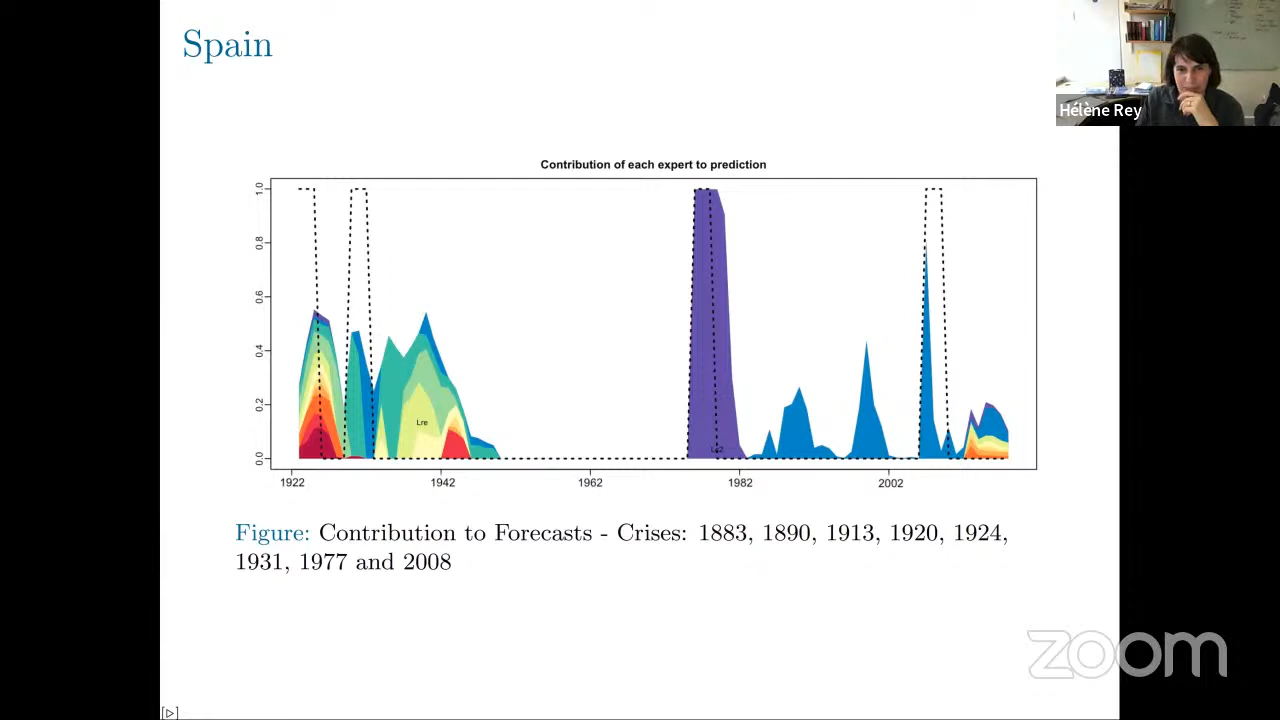 Spain
Hélène Rey
Contribution of each expert to prediction
1.0
0.8
0.6
0.4
0.2
0.0
Lre
1922
1942
1962
1982
2002
Figure: Contribution to Forecasts - Crises: 1883, 1890, 1913, 1920, 1924,
1931, 1977 and 2008
zoom